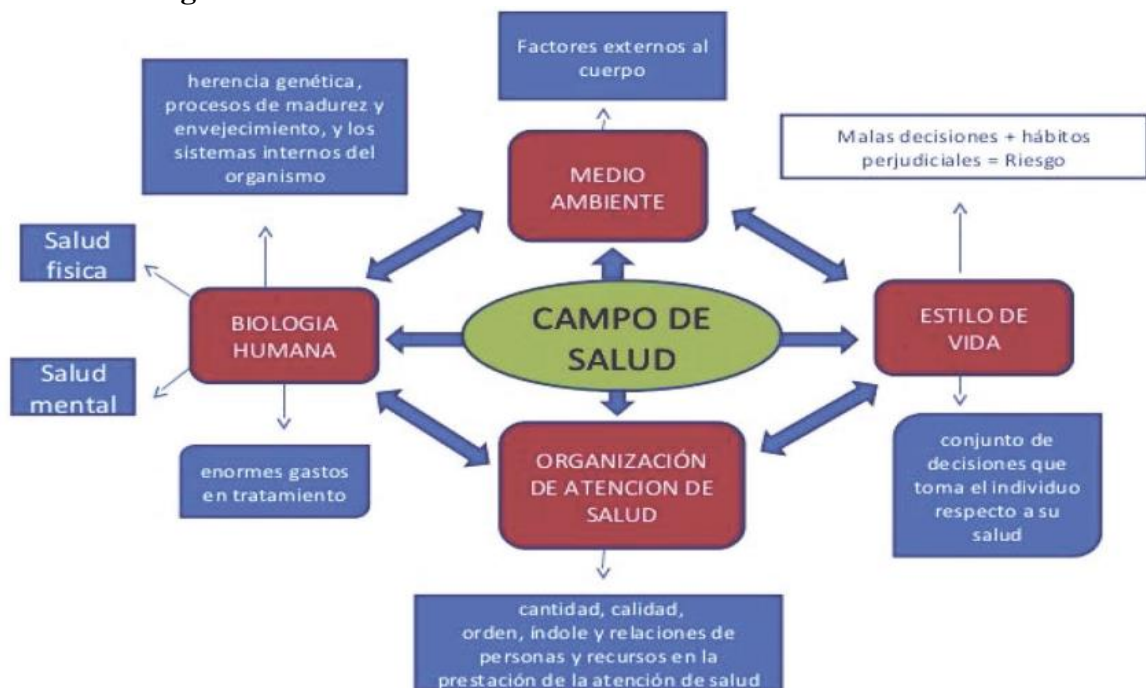 Factores externos al
cuerpo
herencia genética,
procesos de madurez y
envejecimiento, y los
sistemas internos del
organismo
Malas decisiones + hábitos
perjudiciales = Riesgo
MEDIO
AMBIENTE
Salud
fisica
BIOLOGIA
HUMANA
CAMPO DE
SALUD
ESTILO DE
VIDA
Salud
mental
enormes gastos
en tratamiento
ORGANIZACIÓN
DE ATENCION DE
SALUD
conjunto de
decisiones que
toma el individuo
respecto a su
salud
cantidad, calidad,
orden, índole y relaciones de
personas y recursos en la
prestación de la atención de salud